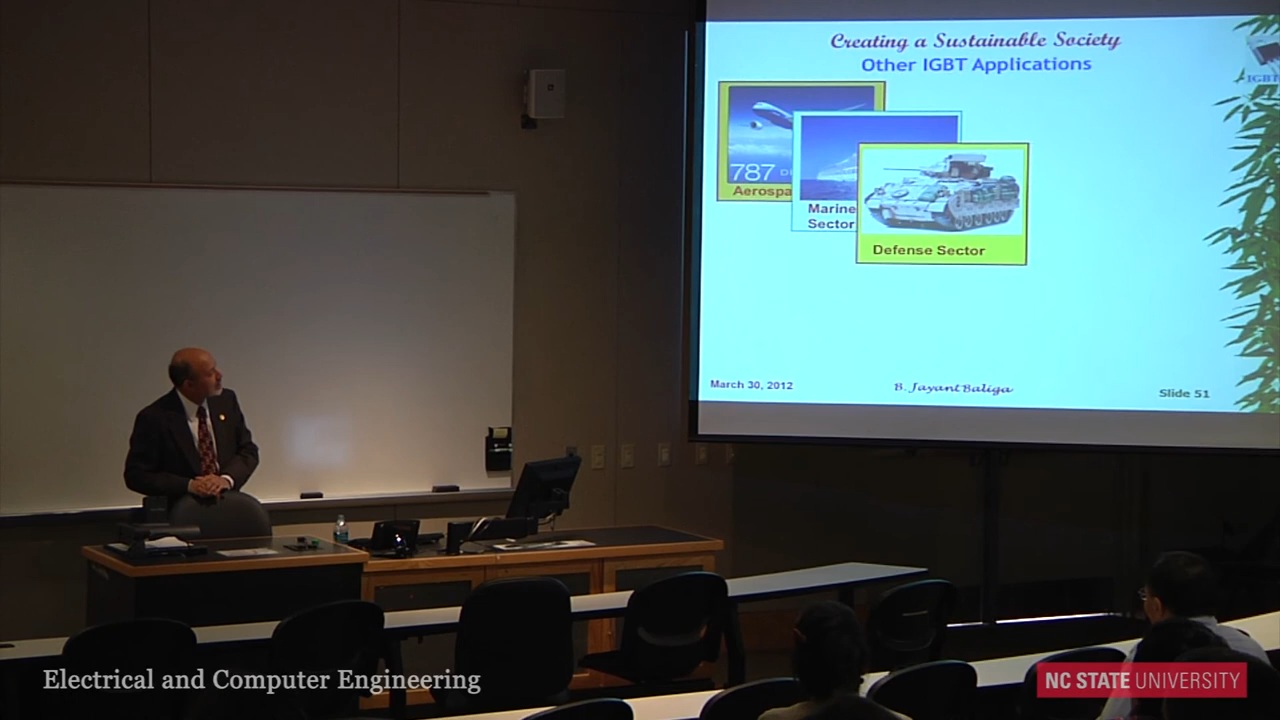 Creating a Sustainable Society
Other IGBT Applications
IGBT
787
Aerospa
Marine
Sector
Defense Sector
March 30, 2012
B. Jayant Baliga
Slide 51
Electrical and Computer Engineering
NC STATE UNIVERSITY